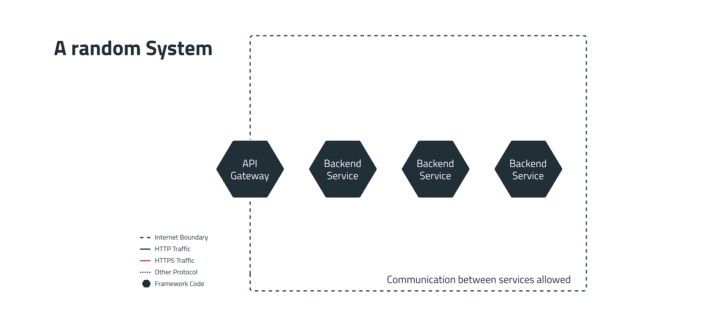 A random System
API
Gateway
Backend
Service
Backend
Service
Backend
Service
Internet Boundary
HTTP Traffic
HTTPS Traffic
Other Protocol
Framework Code
Communication between services allowed